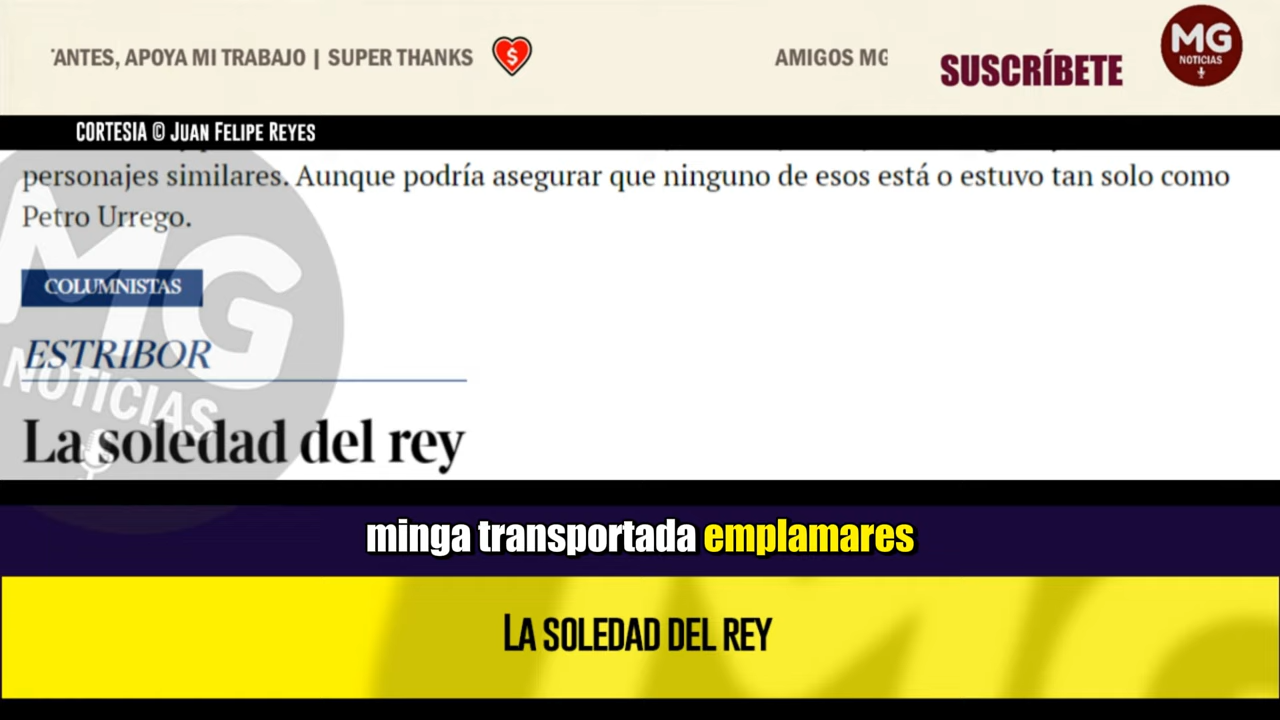 'ANTES, APOYA MI TRABAJO | SUPER THANKS
AMIGOS MG
SUSCRÍBETE
MG
NOTICIAS
CORTESIA © JUAN FELIPE REYES
personajes similares. Aunque podría asegurar que ninguno de esos está o estuvo tan solo como
Petro Urrego.
COLUMNISTAS
ESTRIBOR
MG
NOTICIAS
La soledad del rey
minga transportada emplamares
LA SOLEDAD DEL REY